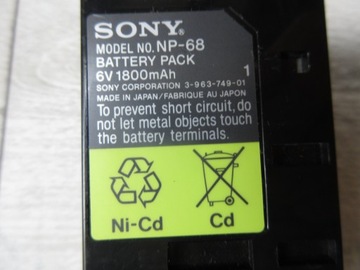 SONY
MODEL NO. NP-68
BATTERY PACK
6V 1800mAh 1
SONY CORPORATION 3-963-749-01
MADE IN JAPAN/FABRIQUE AU JAPON
To prevent short circuit, do
not let metal objects touch
the battery terminals.
Ni-Cd Cd